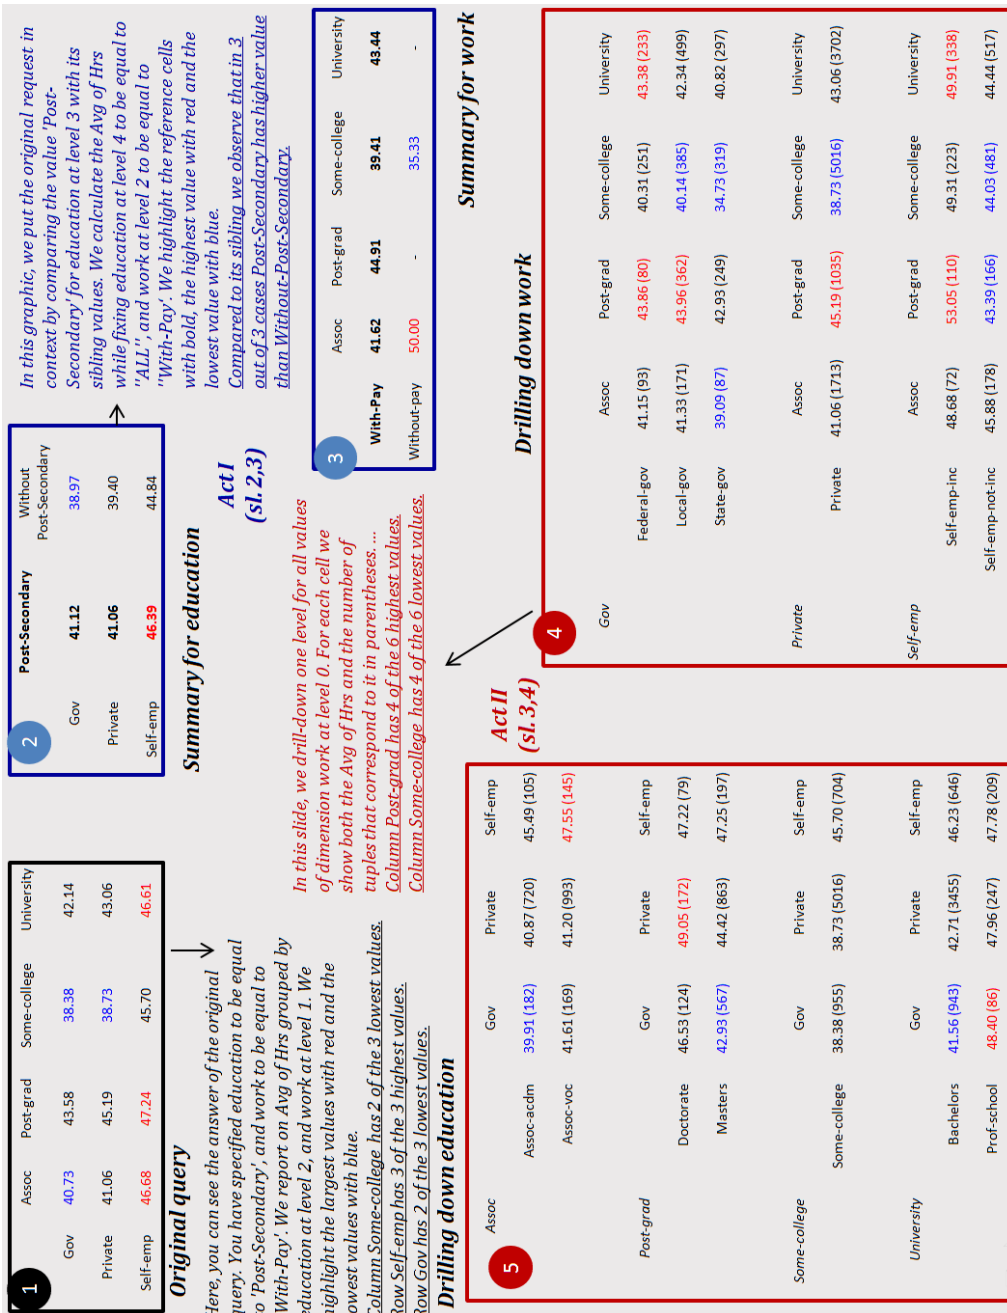 1
Assoc Post-grad Some-college University
Gov 40.73 43.58 38.38 42.14
Private 41.06 45.19 38.73 43.06
Self-emp 46.68 47.24 45.70 46.61
Original query
Here, you can see the answer of the original
query. You have specified education to be equal
to 'Post-Secondary', and work to be equal to
'With-Pay'. We report on Avg of Hrs grouped by
education at level 2, and work at level 1. We
highlight the largest values with red and the
lowest values with blue.
Column Some-college has 2 of the 3 lowest values.
Row Self-emp has 3 of the 3 highest values.
Row Gov has 2 of the 3 lowest values.
2
Post-Secondary Without
Post-Secondary
Gov 41.12 38.97
Private 41.06 39.40
Self-emp 46.39 44.84
Summary for education
In this graphic, we put the original request in
context by comparing the value 'Post-
Secondary' for education at level 3 with its
sibling values. We calculate the Avg of Hrs
while fixing education at level 4 to be equal to
''ALL'', and work at level 2 to be equal to
''With-Pay'. We highlight the reference cells
with bold, the highest value with red and the
lowest value with blue.
Compared to its sibling we observe that in 3
out of 3 cases Post-Secondary has higher value
than Without-Post-Secondary.
Act I
(sl. 2,3)
3
Assoc Post-grad Some-college University
With-Pay 41.62 44.91 39.41 43.44
Without-pay 50.00 - 35.33 -
Summary for work
In this slide, we drill-down one level for all values
of dimension work at level 0. For each cell we
show both the Avg of Hrs and the number of
tuples that correspond to it in parentheses. ...
Column Post-grad has 4 of the 6 highest values.
Column Some-college has 4 of the 6 lowest values.
Act II
(sl. 3,4)
Drilling down education
5
Assoc Gov Private Self-emp
Assoc-acdm 39.91 (182) 40.87 (720) 45.49 (105)
Assoc-voc 41.61 (169) 41.20 (993) 47.55 (145)
Post-grad Gov Private Self-emp
Doctorate 46.53 (124) 49.05 (172) 47.22 (79)
Masters 42.93 (567) 44.42 (863) 47.25 (197)
Some-college Gov Private Self-emp
Some-college 38.38 (955) 38.73 (5016) 45.70 (704)
University Gov Private Self-emp
Bachelors 41.56 (943) 42.71 (3455) 46.23 (646)
Prof-school 48.40 (86) 47.96 (247) 47.78 (209)
Drilling down work
4
Gov Assoc Post-grad Some-college University
Federal-gov 41.15 (93) 43.86 (80) 40.31 (251) 43.38 (233)
Local-gov 41.33 (171) 43.96 (362) 40.14 (385) 42.34 (499)
State-gov 39.09 (87) 42.93 (249) 34.73 (319) 40.82 (297)
Private Assoc Post-grad Some-college University
Private 41.06 (1713) 45.19 (1035) 38.73 (5016) 43.06 (3702)
Self-emp Assoc Post-grad Some-college University
Self-emp-inc 48.68 (72) 53.05 (110) 49.31 (223) 49.91 (338)
Self-emp-not-inc 45.88 (178) 43.39 (166) 44.03 (481) 44.44 (517)